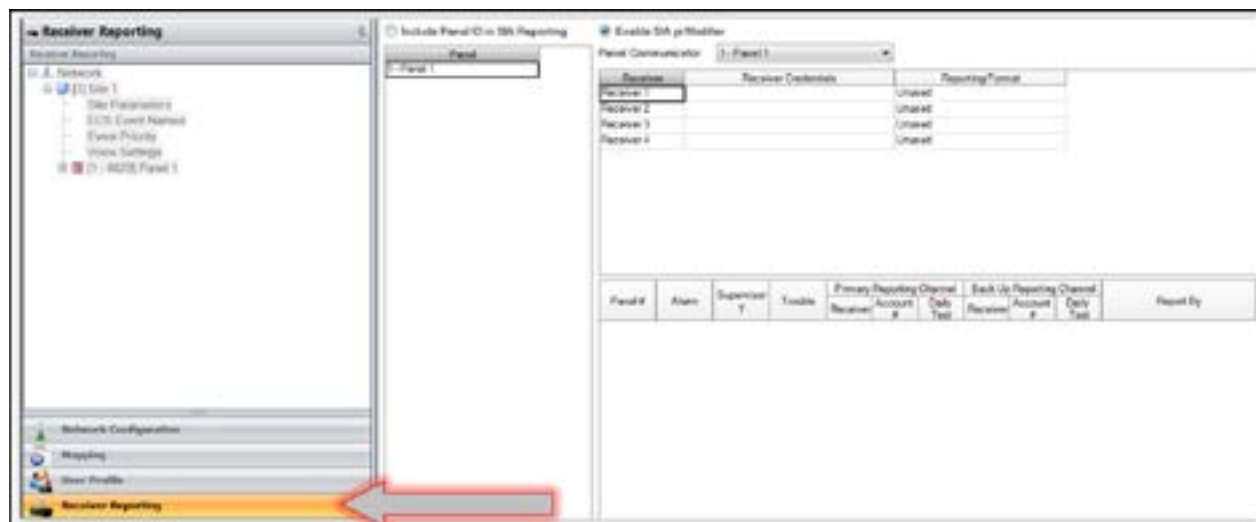 Receiver Reporting
Receiver Reporting
Network
[1] Site 1
Site Parameters
ECS Event Names
Event Priority
Voice Settings
Panel 1
Network Configuration
Mapping
User Profile
Receiver Reporting
Include Panel ID in SIA Reporting
Panel
1 - Panel 1
Enable SIA pi Modifier
Panel Communicator
1 - Panel 1
Receiver Receiver Credentials Reporting Format
Receiver 1 Unused
Receiver 2 Unused
Receiver 3 Unused
Receiver 4 Unused
Primary Reporting Channel Back Up Reporting Channel
Panel # Alarm Supervisor Trouble Receiver Account Daily Receiver Account Daily Report By
Y # Test # Test